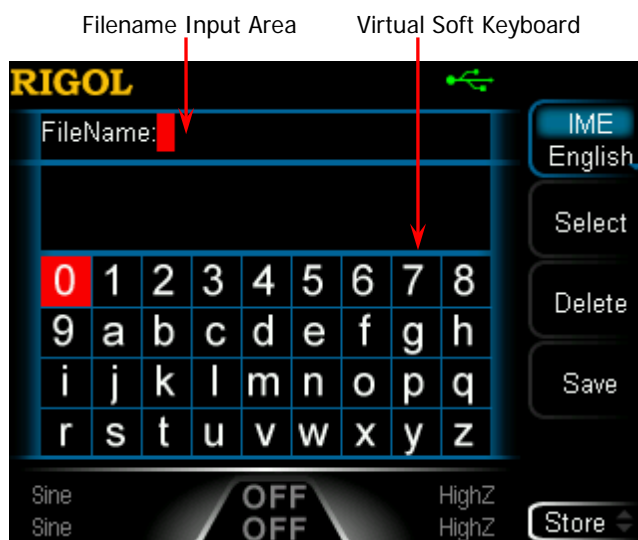 Filename Input Area
Virtual Soft Keyboard
RIGOL
FileName:
IME
English
Select
Delete
Save
0 1 2 3 4 5 6 7 8
9 a b c d e f g h
i j k l m n o p q
r s t u v w x y z
Sine OFF HighZ
Sine OFF HighZ
Store